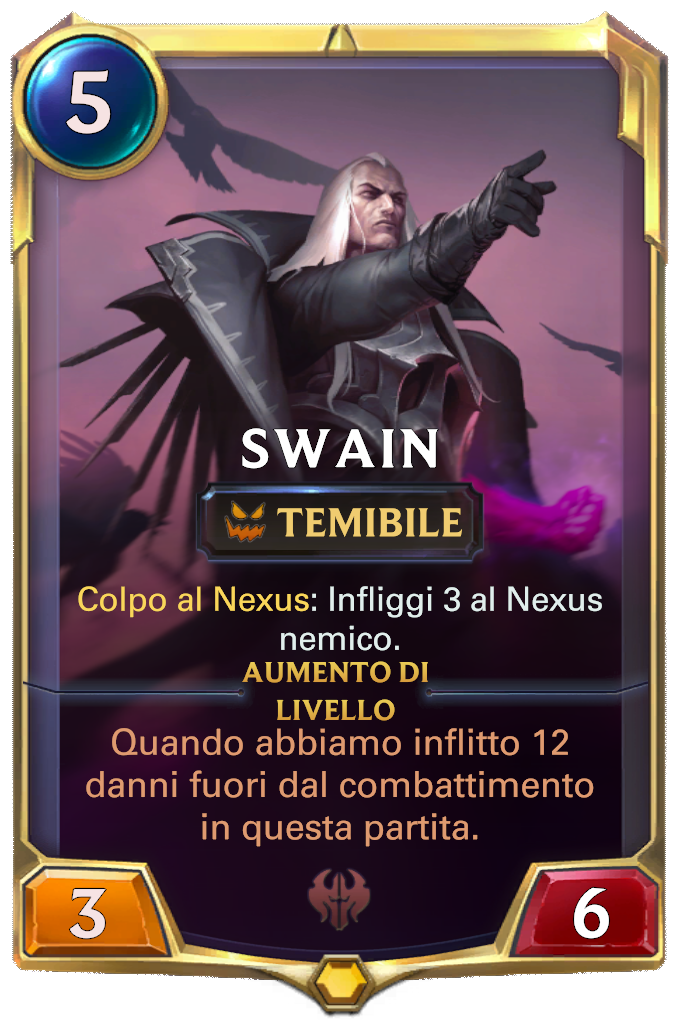 5
SWAIN
TEMIBILE
Colpo al Nexus: Infliggi 3 al Nexus
nemico.
AUMENTO DI
LIVELLO
Quando abbiamo inflitto 12
danni fuori dal combattimento
in questa partita.
3
6